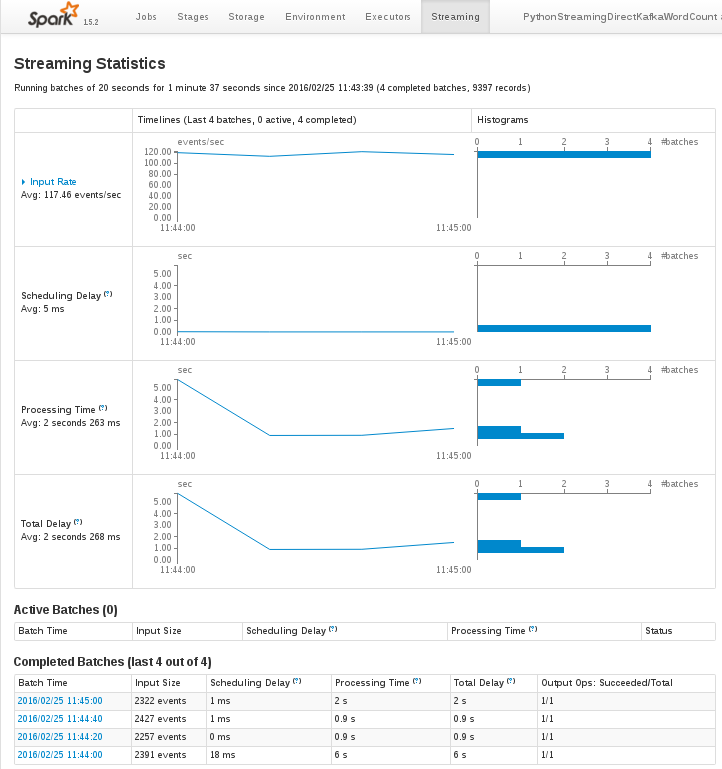 Spark 1.5.2 Jobs Stages Storage Environment Executors Streaming PythonStreamingDirectKafkaWordCount
Streaming Statistics
Running batches of 20 seconds for 1 minute 37 seconds since 2016/02/25 11:43:39 (4 completed batches, 9397 records)
Timelines (Last 4 batches, 0 active, 4 completed) Histograms
Input Rate
Avg: 117.46 events/sec
events/sec
120.00
100.00
80.00
60.00
40.00
20.00
0.00
11:44:00 11:45:00
0 1 2 3 4 #batches
Scheduling Delay (?)
Avg: 5 ms
sec
5.00
4.00
3.00
2.00
1.00
0.00
11:44:00 11:45:00
0 1 2 3 4 #batches
Processing Time (?)
Avg: 2 seconds 263 ms
sec
5.00
4.00
3.00
2.00
1.00
0.00
11:44:00 11:45:00
0 1 2 3 4 #batches
Total Delay (?)
Avg: 2 seconds 268 ms
sec
5.00
4.00
3.00
2.00
1.00
0.00
11:44:00 11:45:00
0 1 2 3 4 #batches
Active Batches (0)
Batch Time Input Size Scheduling Delay (?) Processing Time (?) Status
Completed Batches (last 4 out of 4)
Batch Time Input Size Scheduling Delay (?) Processing Time (?) Total Delay (?) Output Ops: Succeeded/Total
2016/02/25 11:45:00 2322 events 1 ms 2 s 2 s 1/1
2016/02/25 11:44:40 2427 events 1 ms 0.9 s 0.9 s 1/1
2016/02/25 11:44:20 2257 events 0 ms 0.9 s 0.9 s 1/1
2016/02/25 11:44:00 2391 events 18 ms 6 s 6 s 1/1